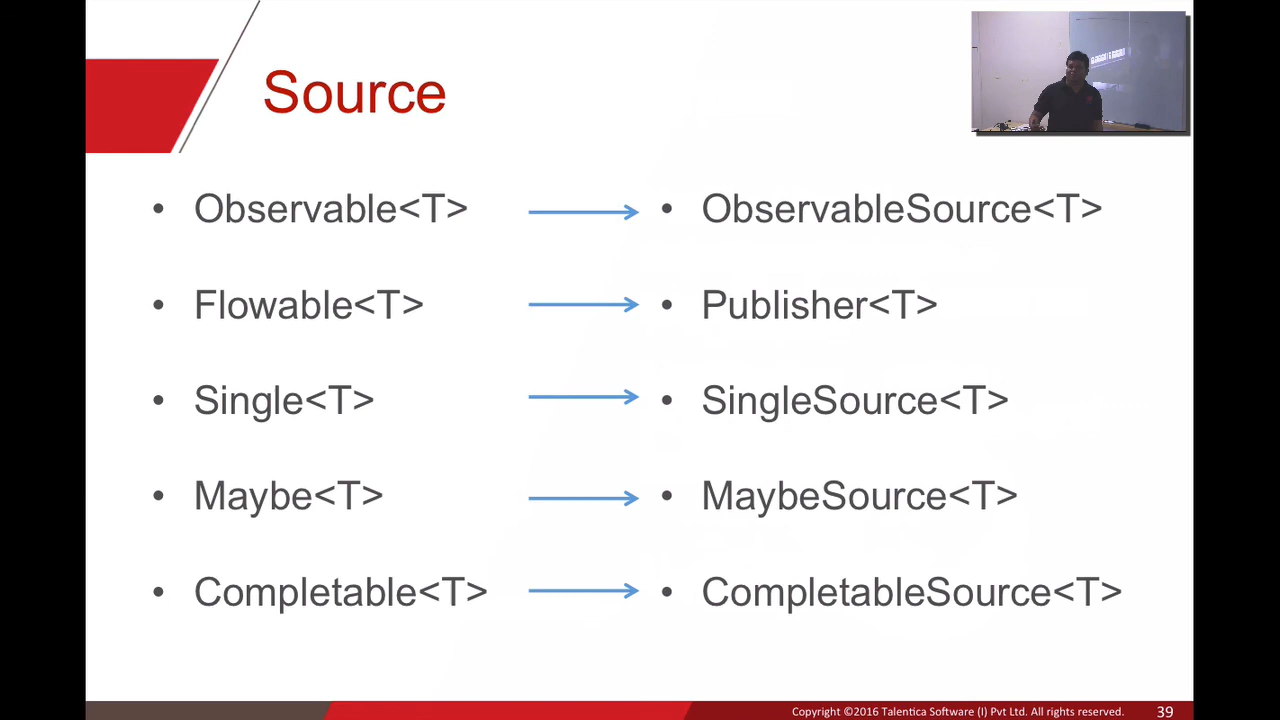 Source
• Observable<T>
• ObservableSource<T>
• Flowable<T>
• Publisher<T>
• Single<T>
• SingleSource<T>
• Maybe<T>
• MaybeSource<T>
• Completable<T>
• CompletableSource<T>
Copyright ©2016 Talentica Software (I) Pvt Ltd. All rights reserved.
39